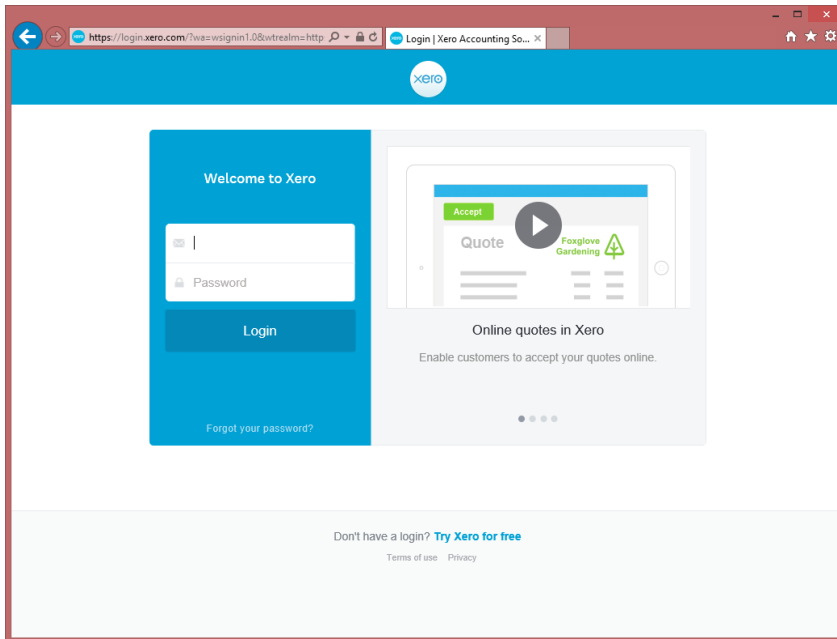 https://login.xero.com/?wa=wsignin1.0&wtrealm=http:
Login | Xero Accounting So...
xero
Welcome to Xero
Password
Login
Forgot your password?
Accept
Quote
Foxglove
Gardening
Online quotes in Xero
Enable customers to accept your quotes online.
Don't have a login? Try Xero for free
Terms of use Privacy